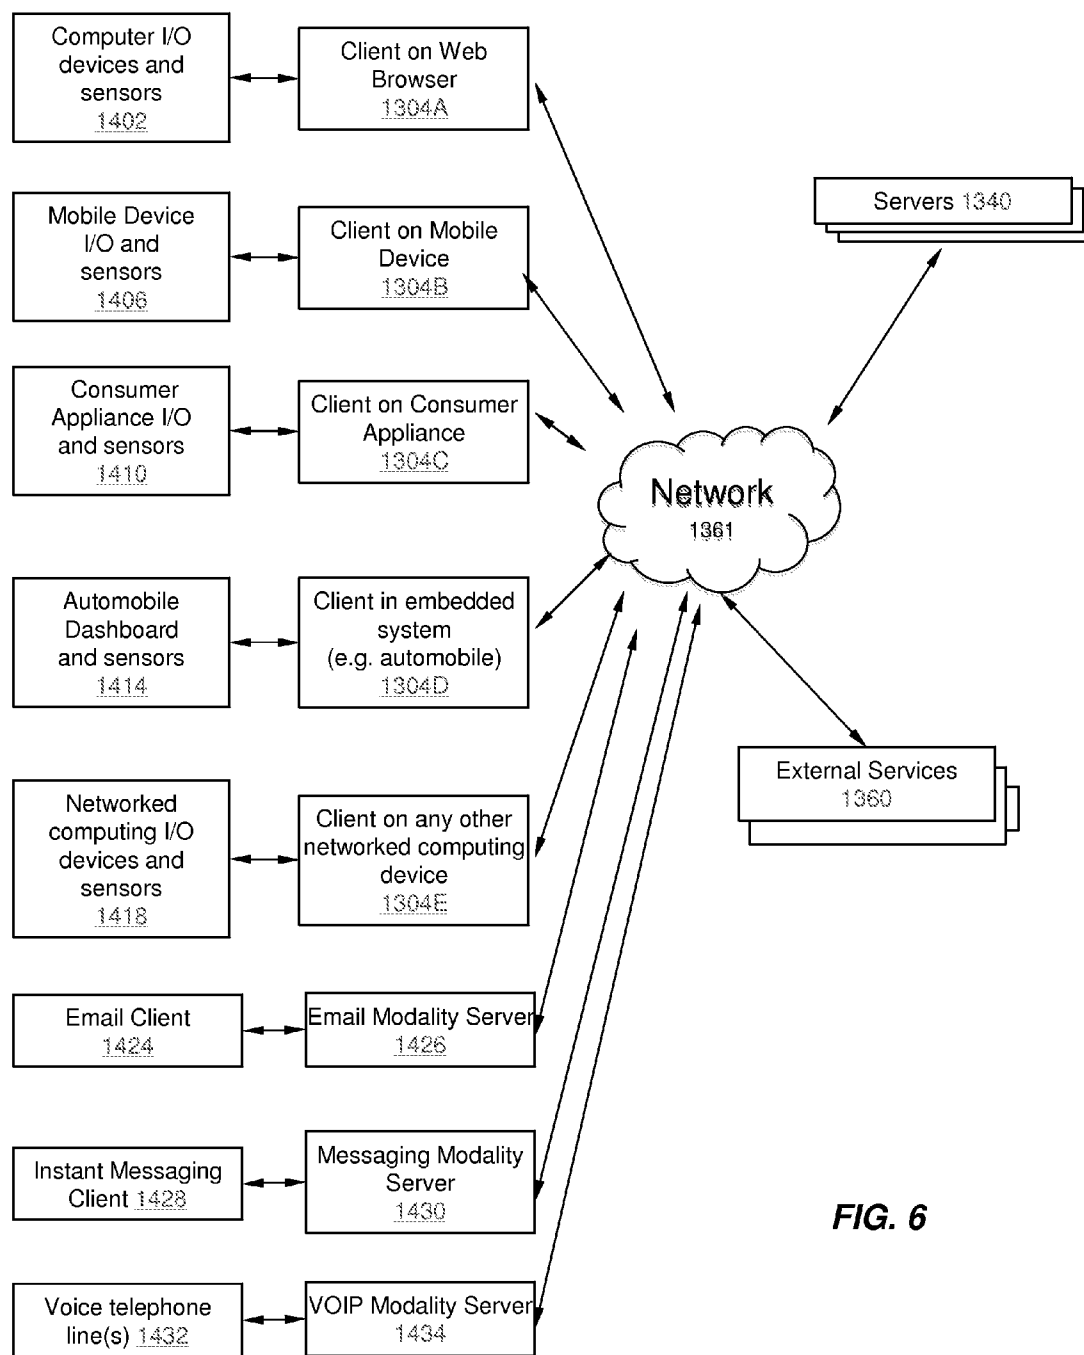 Computer I/O
devices and
sensors
1402
Client on Web
Browser
1304A
Mobile Device
I/O and
sensors
1406
Client on Mobile
Device
1304B
Servers 1340
Consumer
Appliance I/O
and sensors
1410
Client on Consumer
Appliance
1304C
Network
1361
Automobile
Dashboard
and sensors
1414
Client in embedded
system
(e.g. automobile)
1304D
External Services
1360
Networked
computing I/O
devices and
sensors
1418
Client on any other
networked computing
device
1304E
Email Client
1424
Email Modality Server
1426
Instant Messaging
Client 1428
Messaging Modality
Server
1430
FIG. 6
Voice telephone
line(s) 1432
VOIP Modality Server
1434